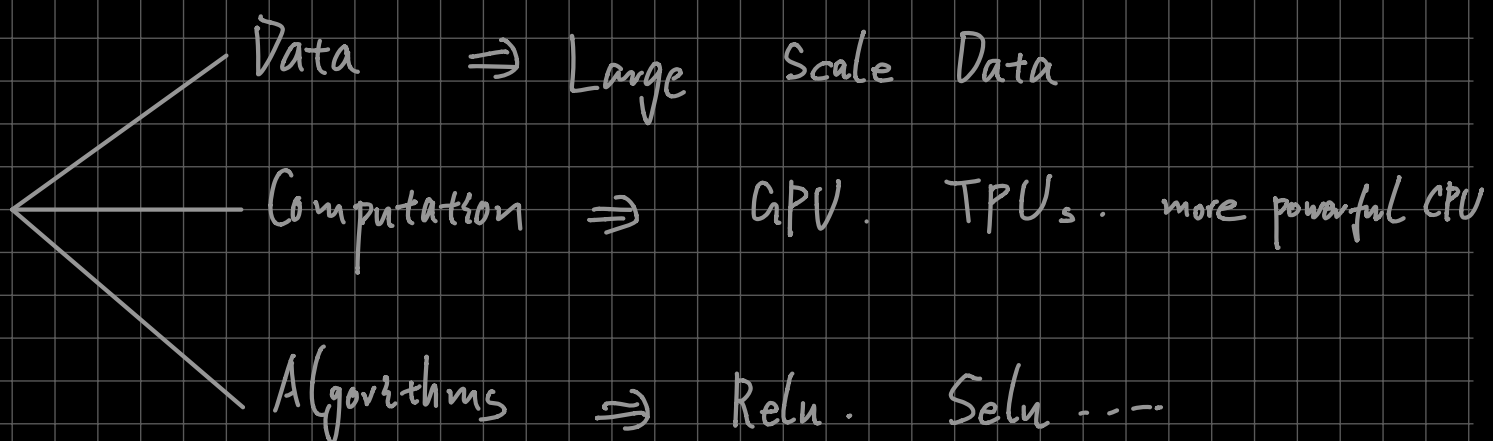 Data ⇒ Large Scale Data
Computation ⇒ GPU. TPUs. more powerful CPU
Algorithms ⇒ Relu. Selu -----